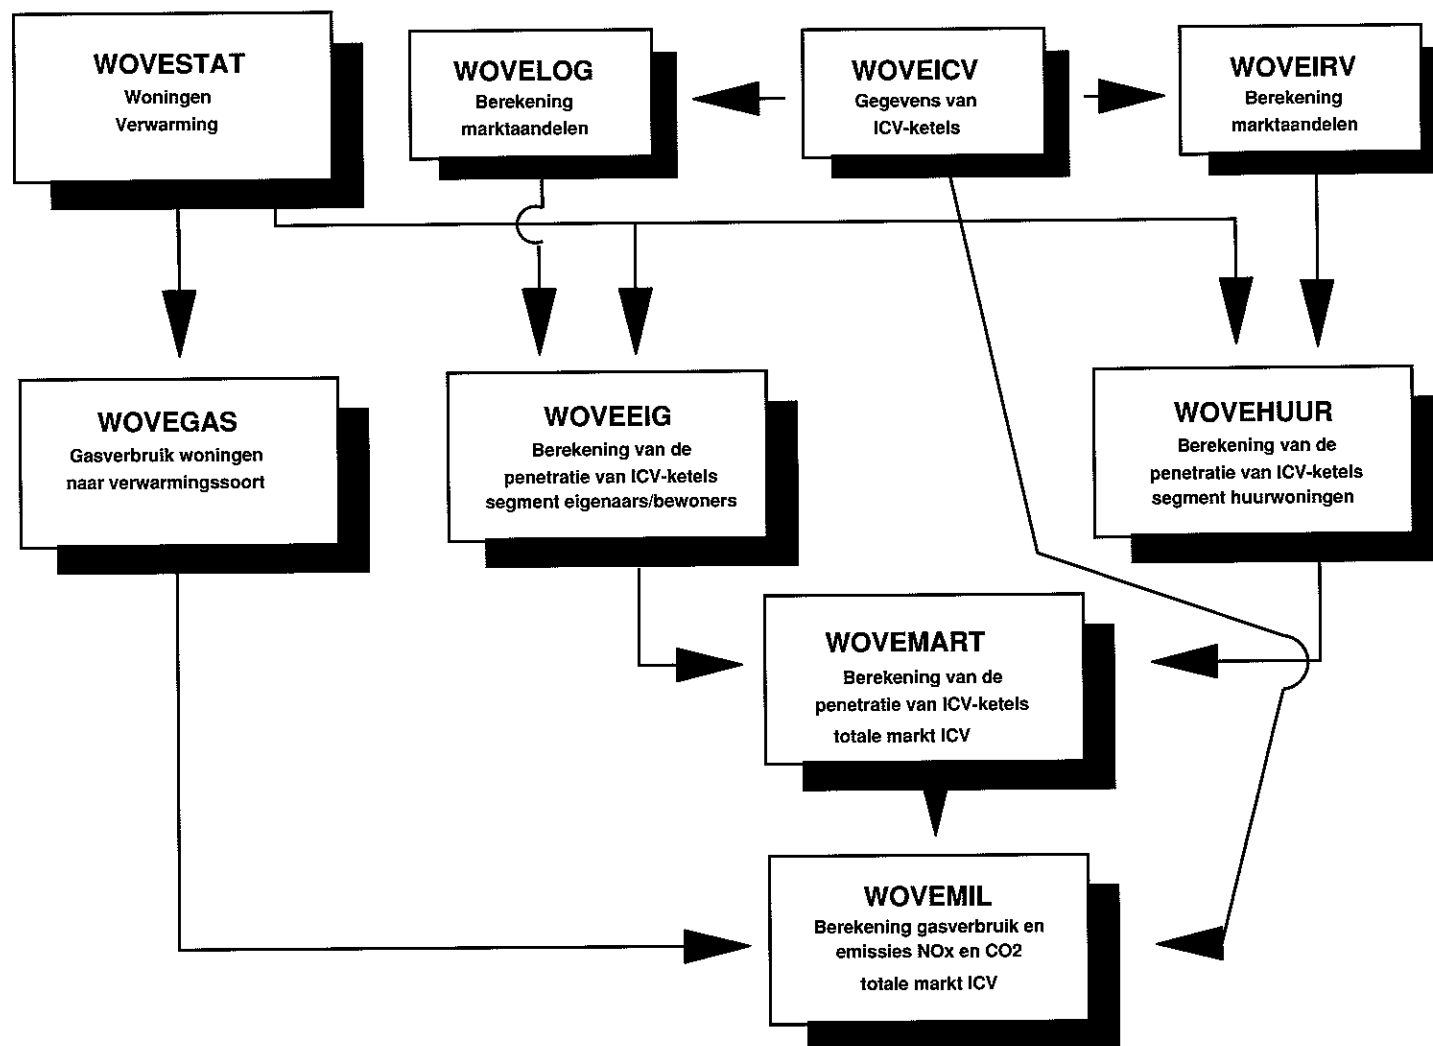 WOVESTAT
Woningen
Verwarming
WOVELOG
Berekening
marktaandelen
WOVEICV
Gegevens van
ICV-ketels
WOVEIRV
Berekening
marktaandelen
WOVEGAS
Gasverbruik woningen
naar verwarmingssoort
WOVEEIG
Berekening van de
penetratie van ICV-ketels
segment eigenaars/bewoners
WOVEHUUR
Berekening van de
penetratie van ICV-ketels
segment huurwoningen
WOVEMART
Berekening van de
penetratie van ICV-ketels
totale markt ICV
WOVEMIL
Berekening gasverbruik en
emissies NOx en CO2
totale markt ICV